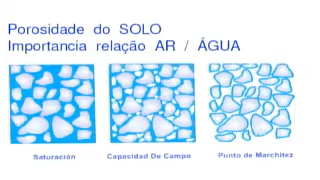 Porosidade do SOLO
Importancia relação AR / ÁGUA
Saturación Capacidad De Campo Punto de Marchitez